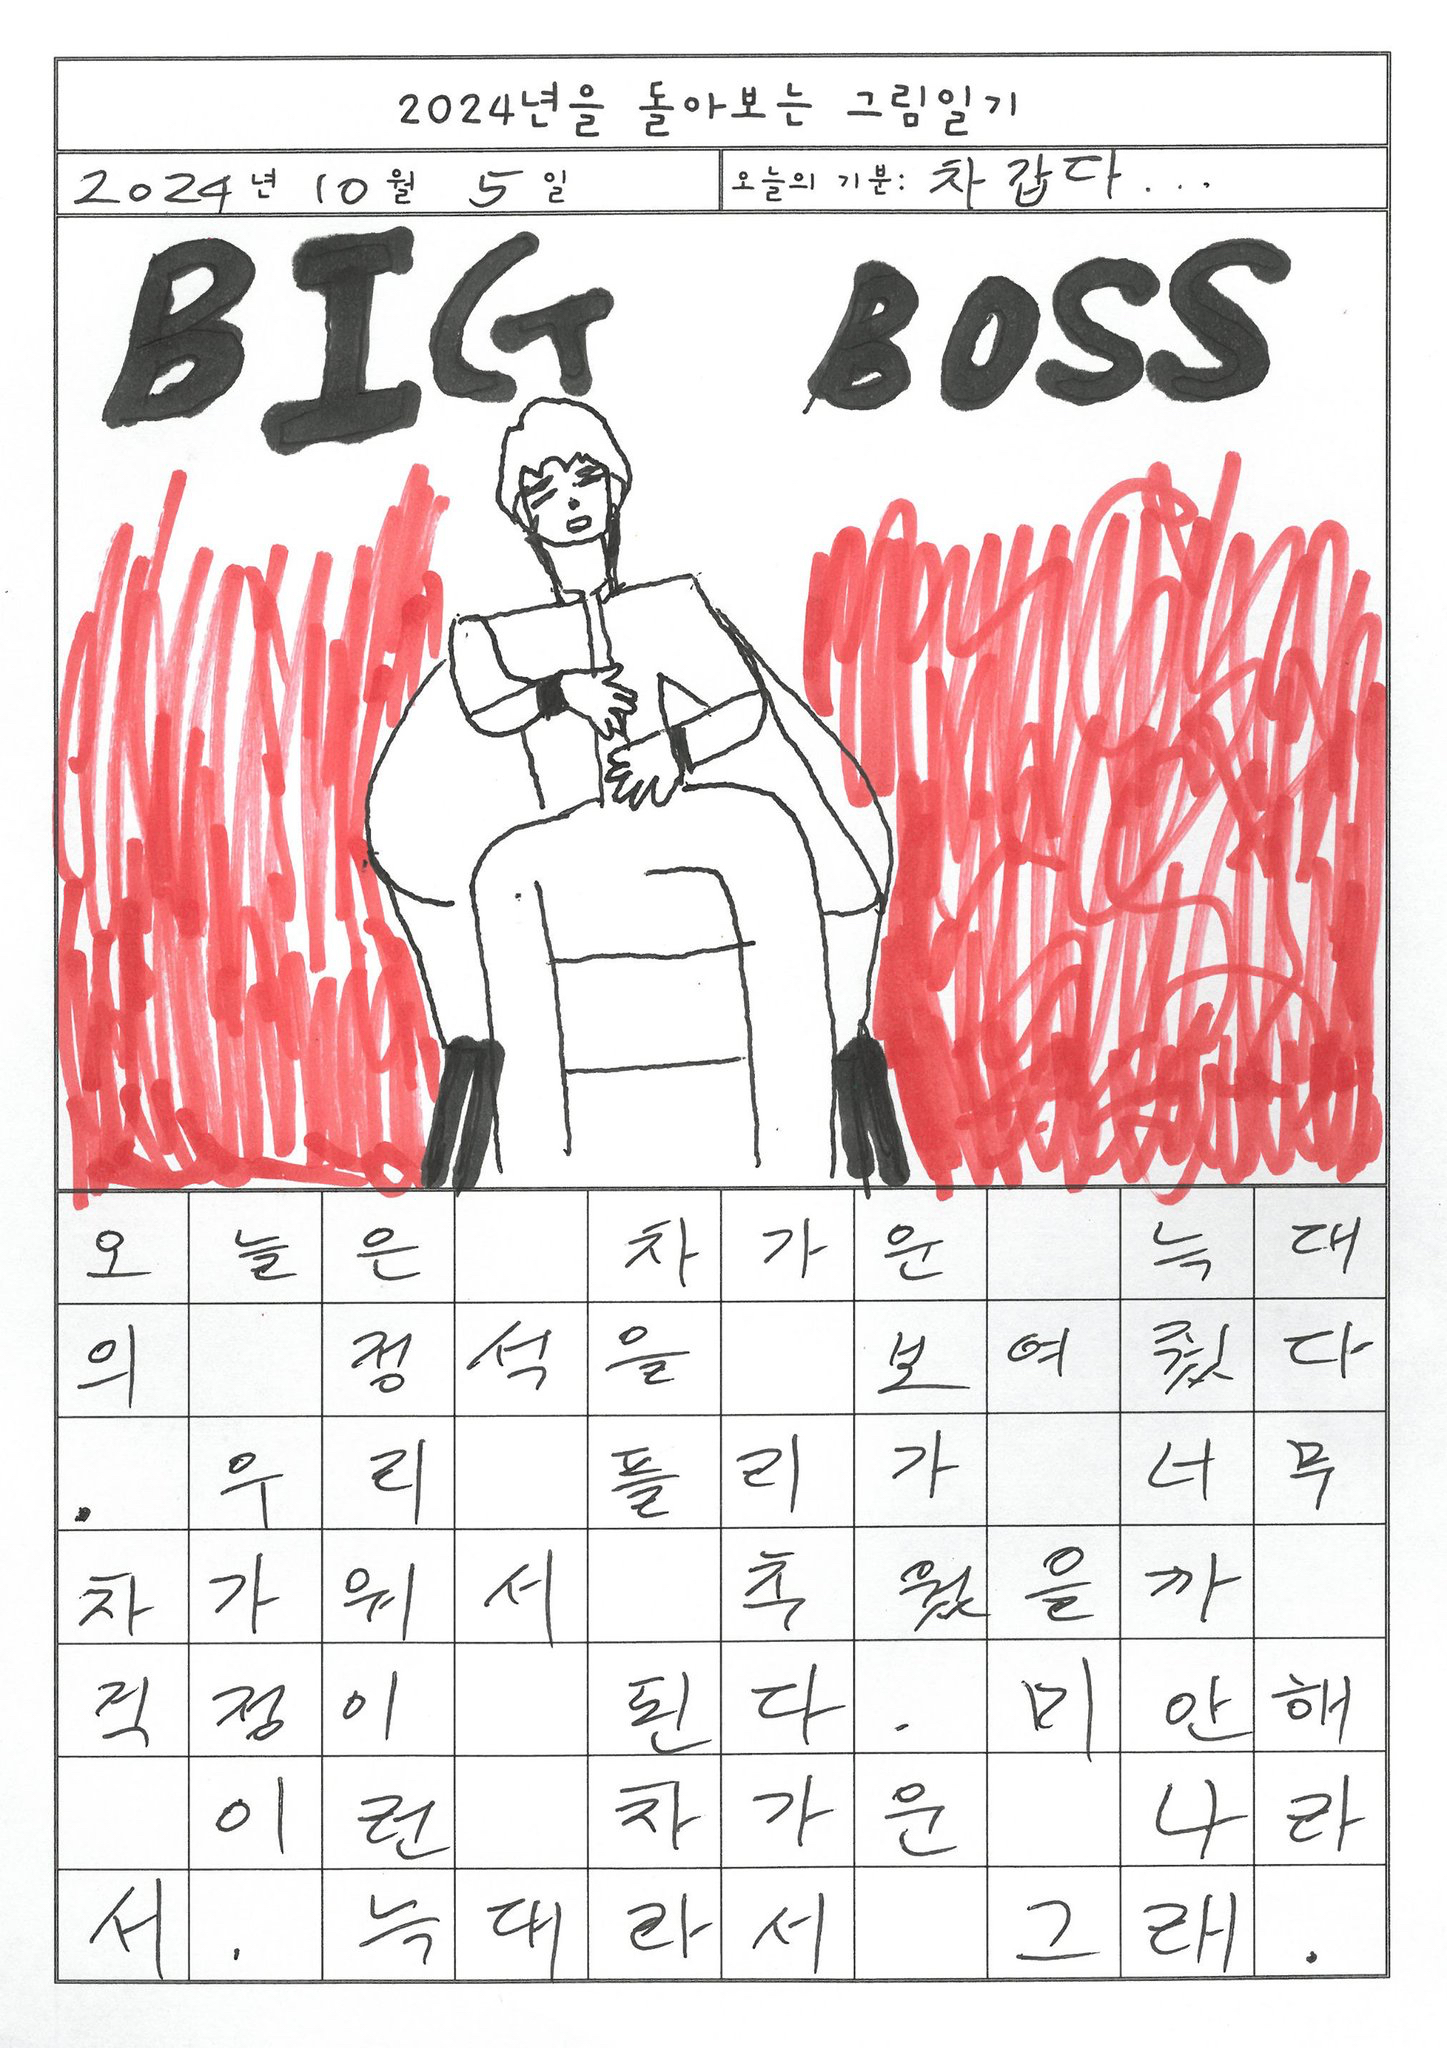 2024년을 돌아보는 그림일기
2024년 10월 5일 오늘의 기분: 차갑다...
BIG BOSS
오늘은 차가운 늑대
의 정석을 보여줬다
. 우리 플리가 너무
차가워서 추웠을까
걱정이 된다. 미안해
이런 차가운 나라
서. 늑대라서 그래.